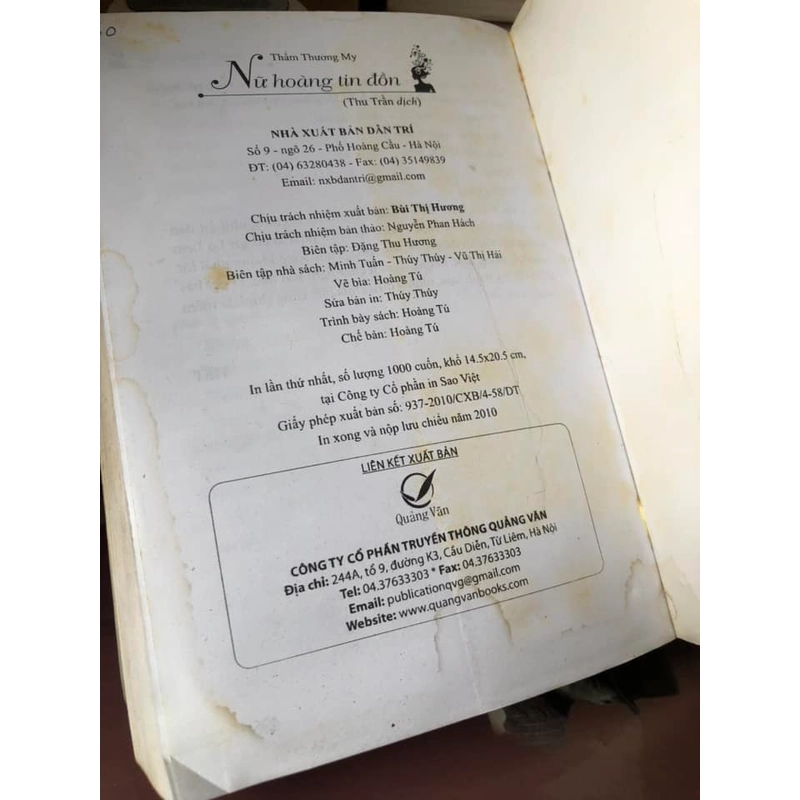 Thẩm Thương My
Nữ hoàng tin đồn
(Thu Trần dịch)
NHÀ XUẤT BẢN DÂN TRÍ
Số 9 - ngõ 26 - Phố Hoàng Cầu - Hà Nội
ĐT: (04) 63280438 - Fax: (04) 35149839
Email: nxbdantri@gmail.com
Chịu trách nhiệm xuất bản: Bùi Thị Hương
Chịu trách nhiệm bản thảo: Nguyễn Phan Hách
Biên tập: Đặng Thu Hương
Biên tập nhà sách: Minh Tuấn - Thúy Thúy - Vũ Thị Hải
Vẽ bìa: Hoàng Tú
Sửa bản in: Thúy Thúy
Trình bày sách: Hoàng Tú
Chế bản: Hoàng Tú
In lần thứ nhất, số lượng 1000 cuốn, khổ 14.5x20.5 cm,
tại Công ty Cổ phần in Sao Việt
Giấy phép xuất bản số: 937-2010/CXB/4-58/DT
In xong và nộp lưu chiểu năm 2010
LIÊN KẾT XUẤT BẢN
Quảng Văn
CÔNG TY CỔ PHẦN TRUYỀN THÔNG QUẢNG VĂN
Địa chỉ: 244A, tổ 9, đường K3, Cầu Diễn, Từ Liêm, Hà Nội
Tel: 04.37633303 * Fax: 04.37633303
Email: publicationqvg@gmail.com
Website: www.quangvanbooks.com